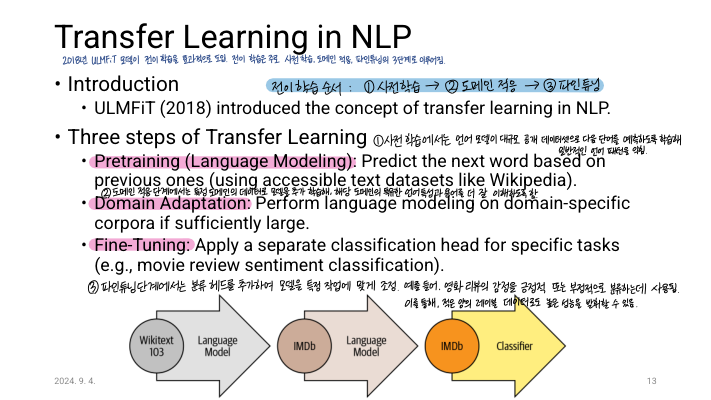 Transfer Learning in NLP
2018년 ULMFiT 모델이 전이 학습을 효과적으로 도입. 전이 학습은 주로 사전 학습, 도메인 적응, 파인튜닝의 3단계로 이루어짐.
• Introduction
전이학습 순서 : ① 사전학습 → ② 도메인 적응 → ③ 파인튜닝
• ULMFiT (2018) introduced the concept of transfer learning in NLP.
• Three steps of Transfer Learning
①사전 학습에서는 언어 모델이 대규모 공개 데이터셋으로 다음 단어를 예측하도록 학습해
일반적인 언어 패턴을 익힘.
• Pretraining (Language Modeling): Predict the next word based on
previous ones (using accessible text datasets like Wikipedia).
② 도메인 적응 단계에서는 특정 도메인의 데이터로 모델을 추가 학습해, 해당 도메인의 특유한 언어특성과 용어를 더 잘 이해하도록 함
• Domain Adaptation: Perform language modeling on domain-specific
corpora if sufficiently large.
• Fine-Tuning: Apply a separate classification head for specific tasks
(e.g., movie review sentiment classification).
③ 파인튜닝단계에서는 분류 헤드를 추가하여 모델을 특정 작업에 맞게 조정. 예를 들어, 영화 리뷰의 감정을 긍정적 또는 부정적으로 분류하는데 사용됨.
이를 통해, 적은 양의 레이블 데이터로도 높은 성능을 발휘할 수 있음.
Wikitext
103
Language
Model
IMDb
Language
Model
IMDb
Classifier
2024. 9. 4.
13